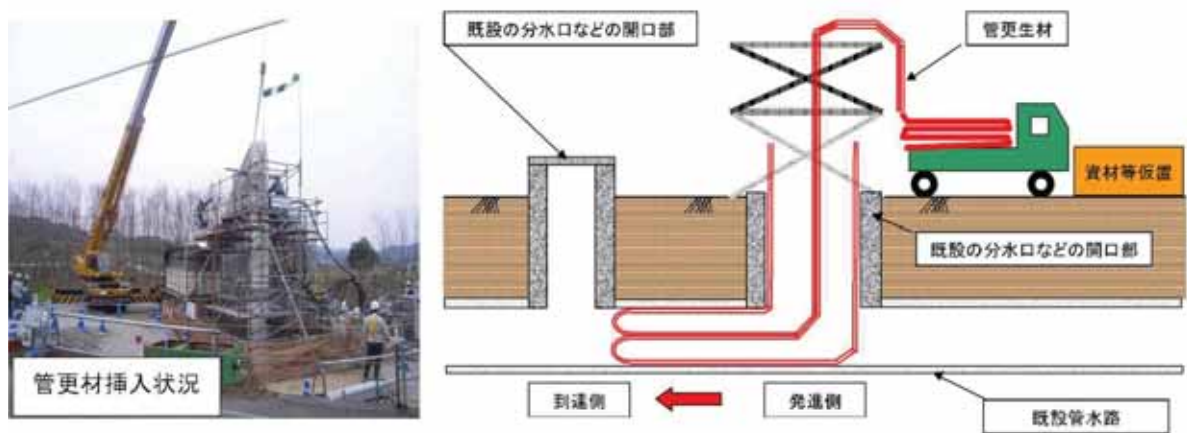 管更材挿入状況
既設の分水口などの開口部
管更生材
資材等仮置
既設の分水口などの開口部
到達側
発進側
既設管水路